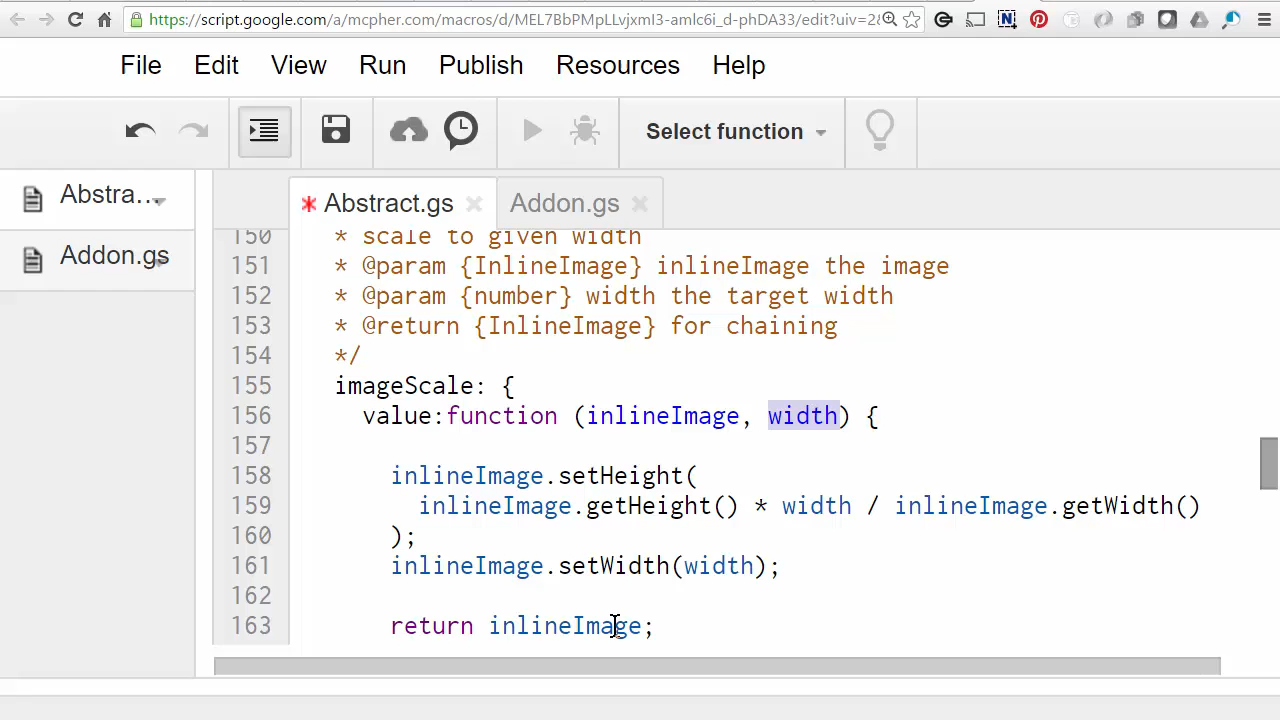 https://script.google.com/a/mcpher.com/macros/d/MEL7BbPMpLLvjxmI3-amlc6i_d-phDA33/edit?uiv=2&
File Edit View Run Publish Resources Help
Select function
Abstra...
Addon.gs
* Abstract.gs
Addon.gs
150 * scale to given width
151 * @param {InlineImage} inlineImage the image
152 * @param {number} width the target width
153 * @return {InlineImage} for chaining
154 */
155 imageScale: {
156 value:function (inlineImage, width) {
157
158 inlineImage.setHeight(
159 inlineImage.getHeight() * width / inlineImage.getWidth()
160 );
161 inlineImage.setWidth(width);
162
163 return inlineImage;